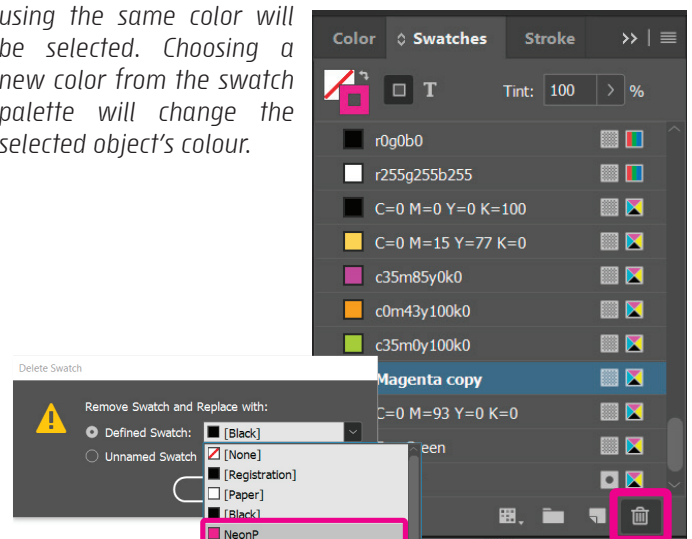 using the same color will
be selected. Choosing a
new color from the swatch
palette will change the
selected object's colour.
Color Swatches Stroke
T Tint: 100 %
r0g0b0
r255g255b255
C=0 M=0 Y=0 K=100
C=0 M=15 Y=77 K=0
c35m85y0k0
c0m43y100k0
c35m0y100k0
Magenta copy
C=0 M=93 Y=0 K=0
Delete Swatch
Remove Swatch and Replace with:
Defined Swatch: [Black]
Unnamed Swatch
[None]
[Registration]
[Paper]
[Black]
NeonP